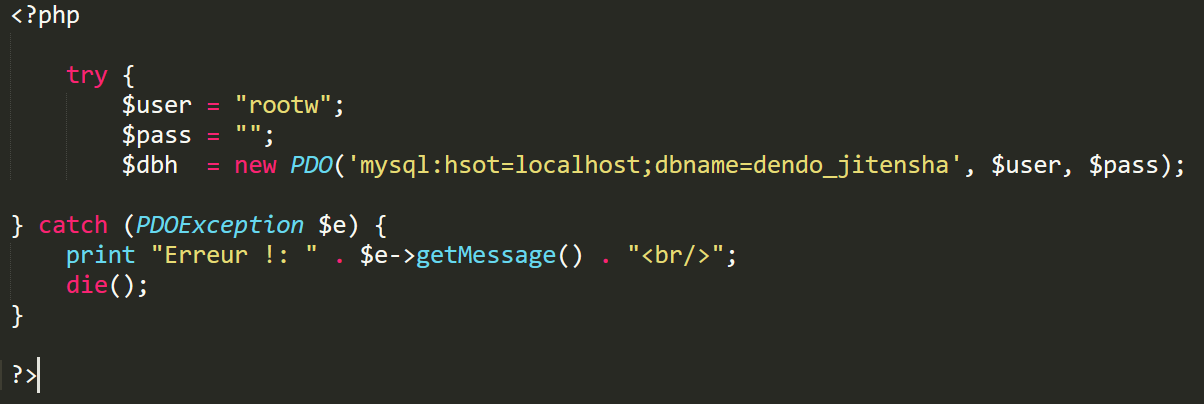 <?php
try {
$user = "rootw";
$pass = "";
$dbh  = new PDO('mysql:hsot=localhost;dbname=dendo_jitensha', $user, $pass);
} catch (PDOException $e) {
print "Erreur !: " . $e->getMessage() . "<br/>";
die();
}
?>